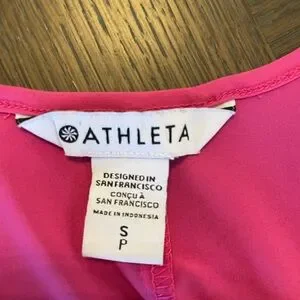 ATHLETA
DESIGNED IN
SAN FRANCISCO
CONÇU À
SAN FRANCISCO
MADE IN INDONESIA
S
P